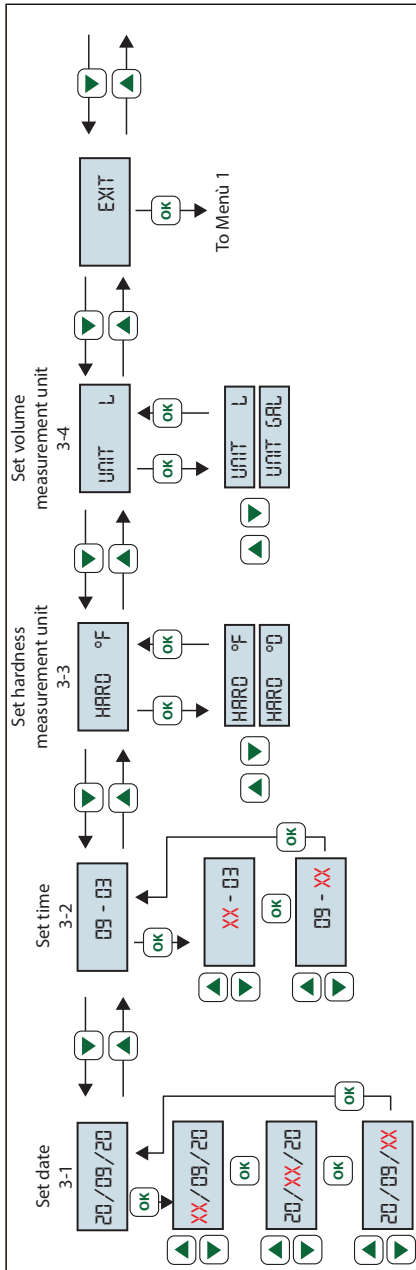 Set date
3-1
20/09/20
OK
XX/09/20
OK
20/XX/20
OK
20/09/XX
OK
Set time
3-2
09-03
OK
XX-03
OK
09-XX
OK
Set hardness
measurement unit
3-3
HARD °F
OK
OK
HARD °F
HARD °D
Set volume
measurement unit
3-4
UNIT L
OK
OK
UNIT L
UNIT GAL
EXIT
OK
To Menù 1